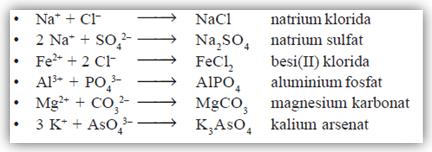 • Na⁺ + Cl⁻ ⟶ NaCl natrium klorida
• 2 Na⁺ + SO₄²⁻ ⟶ Na₂SO₄ natrium sulfat
• Fe²⁺ + 2 Cl⁻ ⟶ FeCl₂ besi(II) klorida
• Al³⁺ + PO₄³⁻ ⟶ AlPO₄ aluminium fosfat
• Mg²⁺ + CO₃²⁻ ⟶ MgCO₃ magnesium karbonat
• 3 K⁺ + AsO₄³⁻ ⟶ K₃AsO₄ kalium arsenat